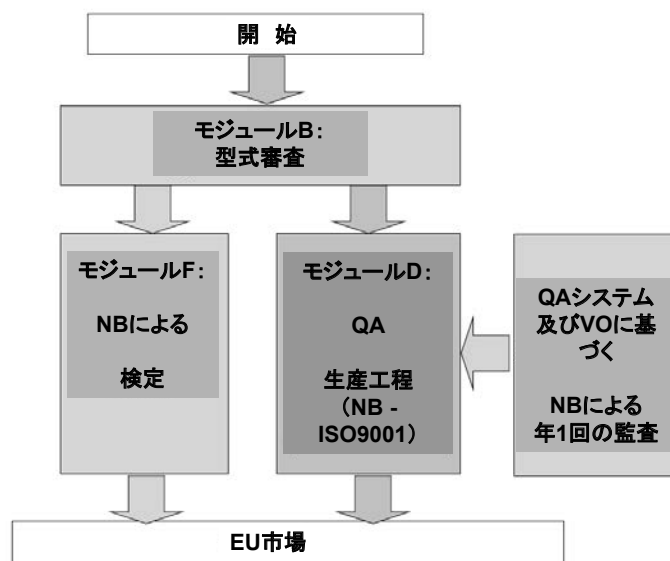 開 始
モジュールB：
型式審査
モジュールF：
NBによる
検定
モジュールD：
QA
生産工程
（NB -
ISO9001）
QAシステム
及びVOに基
づく
NBによる
年1回の監査
EU市場